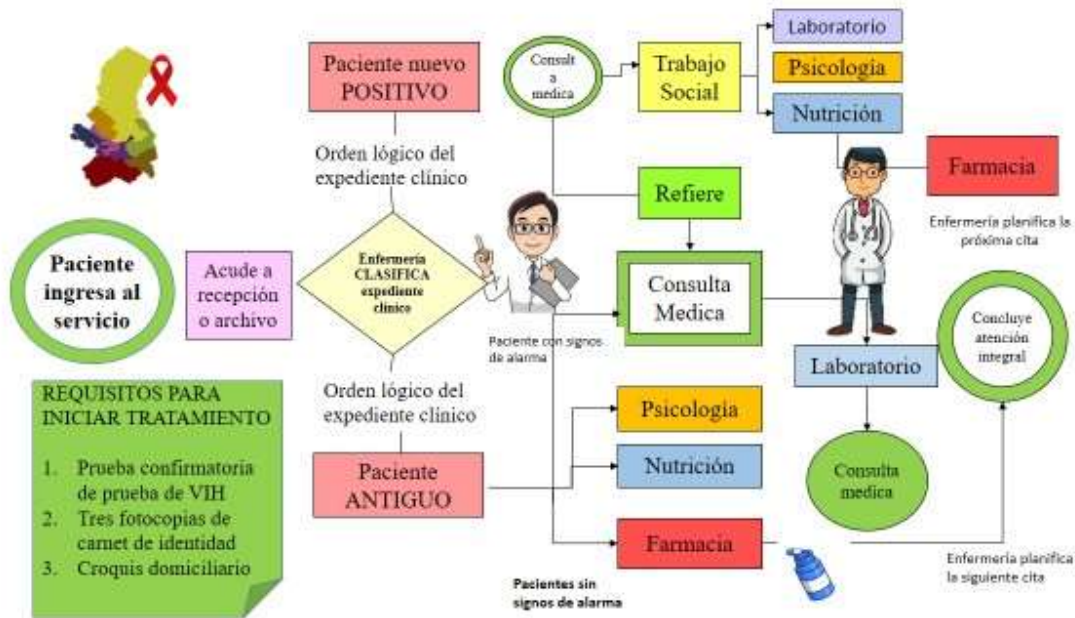 Paciente nuevo
POSITIVO
Consult
a
medica
Trabajo
Social
Laboratorio
Psicología
Nutrición
Farmacia
Enfermería planifica la
próxima cita
Orden lógico del
expediente clínico
Refiere
Paciente
ingresa al
servicio
Acude a
recepción
o archivo
Enfermería
CLASIFICA
expediente
clínico
Consulta
Medica
Paciente con signos
de alarma
Concluye
atención
integral
Laboratorio
Orden lógico del
expediente clínico
REQUISITOS PARA
INICIAR TRATAMIENTO
1. Prueba confirmatoria
de prueba de VIH
2. Tres fotocopias de
carnet de identidad
3. Croquis domiciliario
Paciente
ANTIGUO
Psicología
Nutrición
Consulta
medica
Farmacia
Enfermería planifica
la siguiente cita
Pacientes sin
signos de alarma